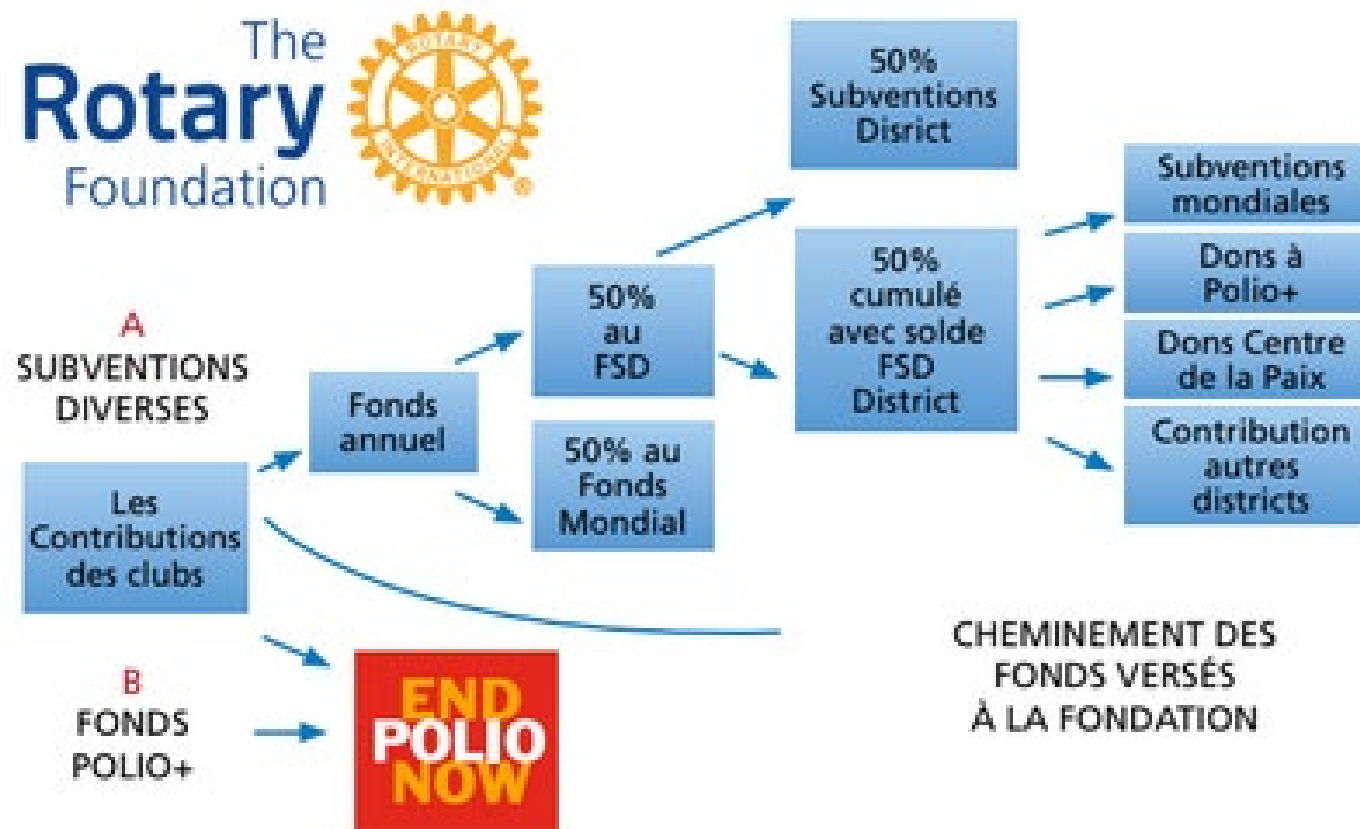 The
Rotary
Foundation
ROTARY
INTERNATIONAL
®
50%
Subventions
Disrict
Subventions
mondiales
50%
cumulé
avec solde
FSD
District
Dons à
Polio+
50%
au
FSD
A
SUBVENTIONS
DIVERSES
Dons Centre
de la Paix
Fonds
annuel
Contribution
autres
districts
50% au
Fonds
Mondial
Les
Contributions
des clubs
CHEMINEMENT DES
FONDS VERSÉS
À LA FONDATION
B
FONDS
POLIO+
END
POLIO
NOW